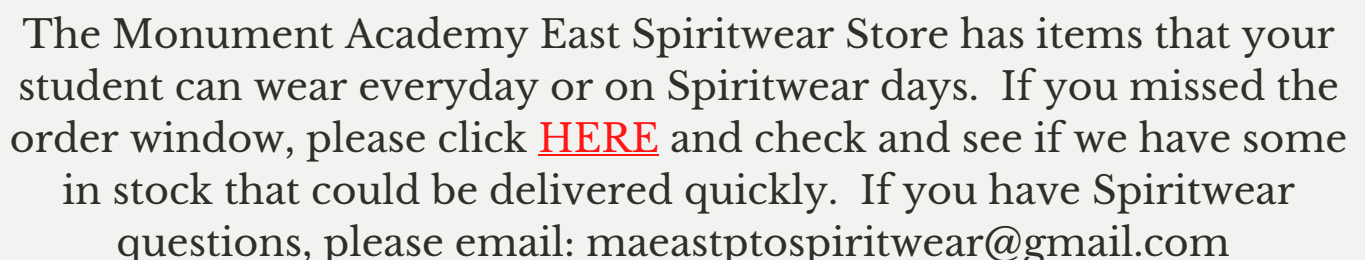 The Monument Academy East Spiritwear Store has items that your
student can wear everyday or on Spiritwear days.  If you missed the
order window, please click HERE and check and see if we have some
in stock that could be delivered quickly.  If you have Spiritwear
questions, please email: maeastptospiritwear@gmail.com